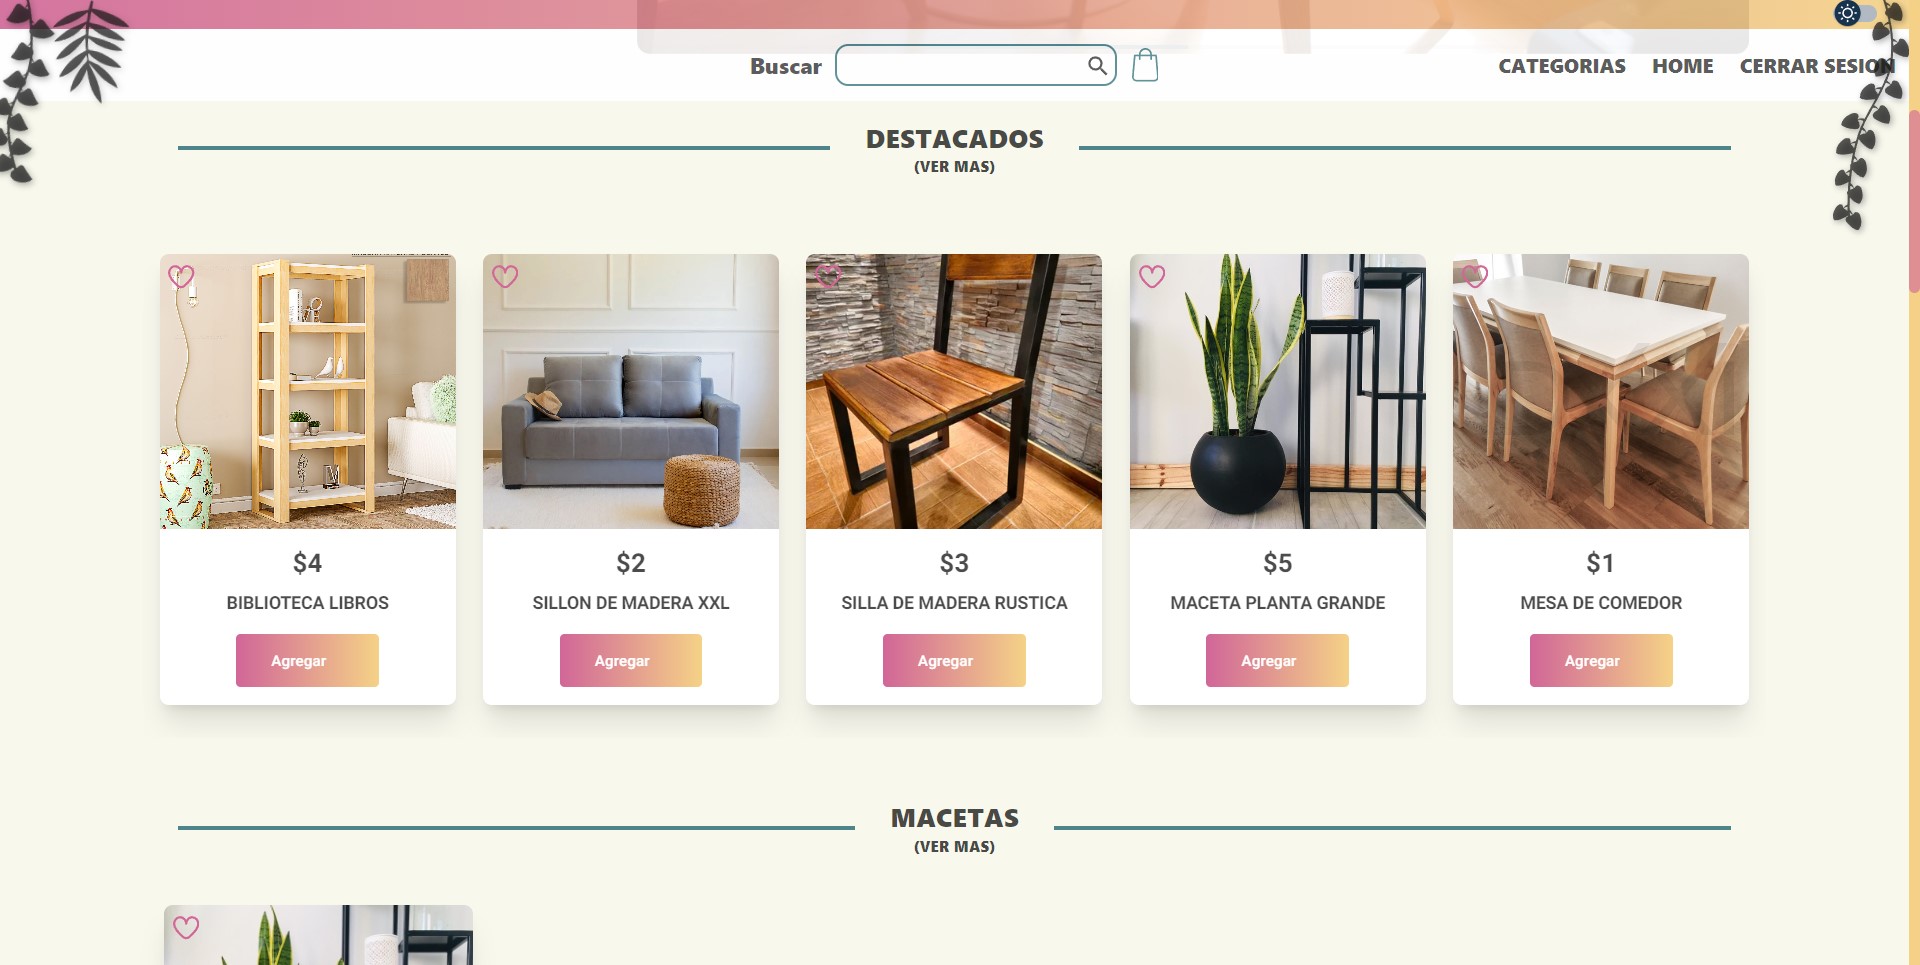 Buscar
CATEGORIAS HOME CERRAR SESION
DESTACADOS
(VER MAS)
$4
BIBLIOTECA LIBROS
Agregar
$2
SILLON DE MADERA XXL
Agregar
$3
SILLA DE MADERA RUSTICA
Agregar
$5
MACETA PLANTA GRANDE
Agregar
$1
MESA DE COMEDOR
Agregar
MACETAS
(VER MAS)